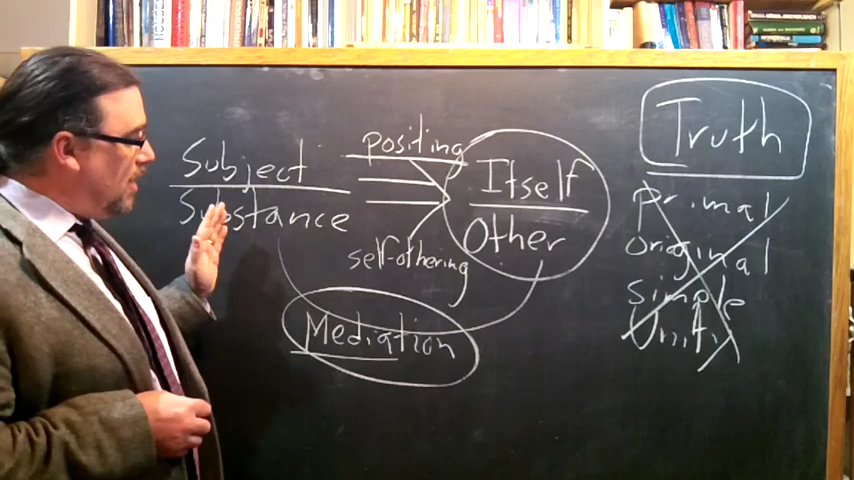 Subject
Substance
positing
self-othering
Itself
Other
Mediation
Truth
Primal
original
simple
Unity